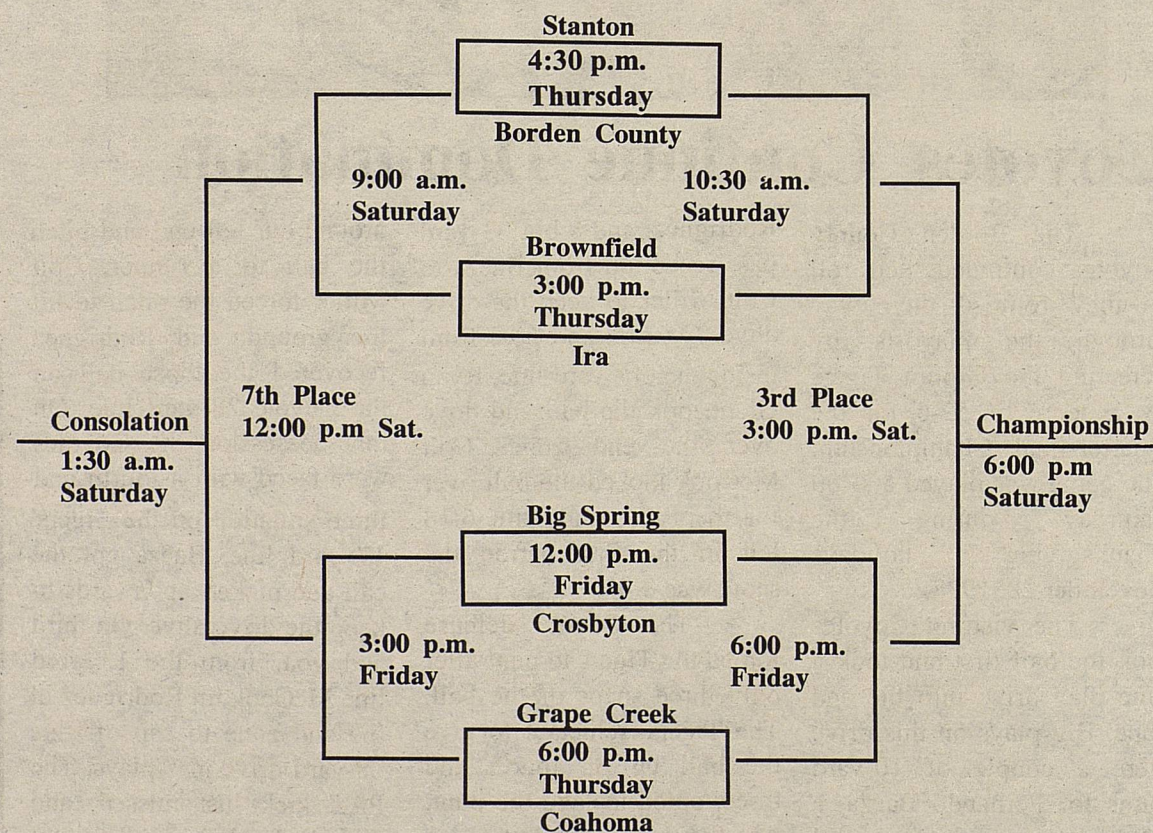 Stanton
4:30 p.m.
Thursday
Borden County
9:00 a.m.
Saturday
10:30 a.m.
Saturday
Brownfield
3:00 p.m.
Thursday
Ira
7th Place
12:00 p.m Sat.
3rd Place
3:00 p.m. Sat.
Consolation
1:30 a.m.
Saturday
Championship
6:00 p.m
Saturday
Big Spring
12:00 p.m.
Friday
Crosbyton
3:00 p.m.
Friday
6:00 p.m.
Friday
Grape Creek
6:00 p.m.
Thursday
Coahoma